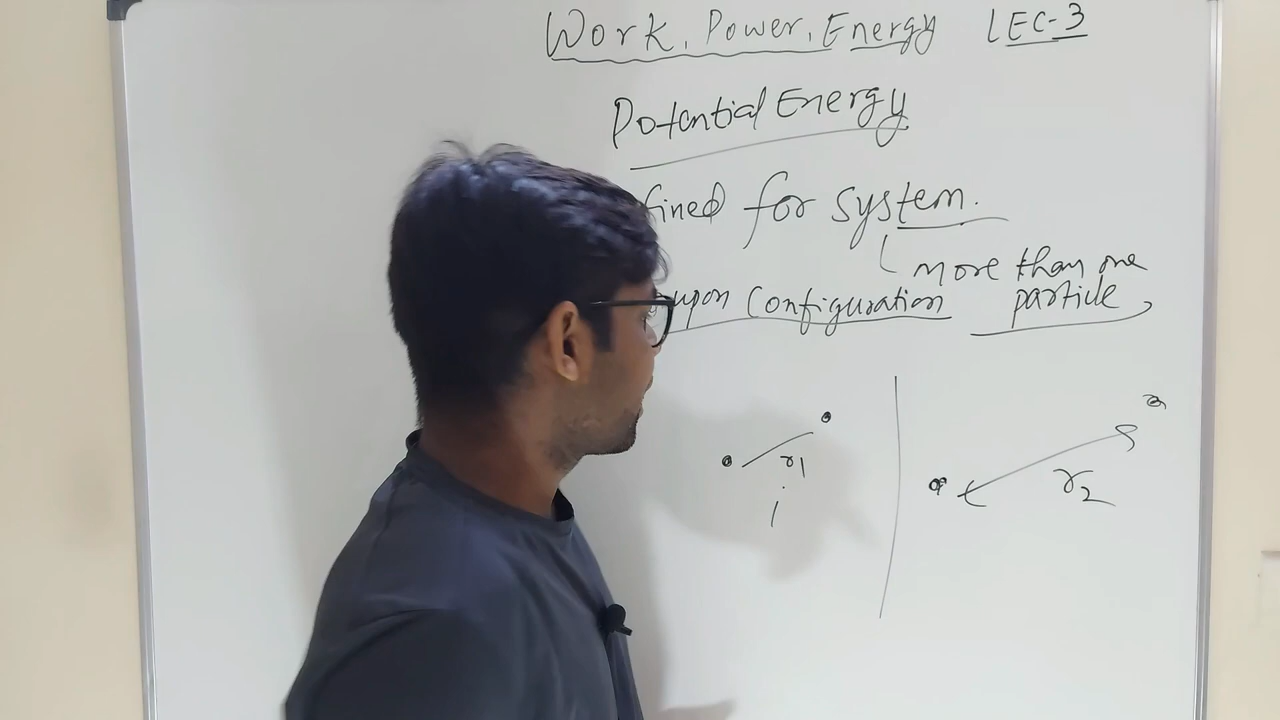 Work, Power, Energy LEC-3
Potential Energy
fined for system.
more than one
particle
upon Configuration
r1
i
r2